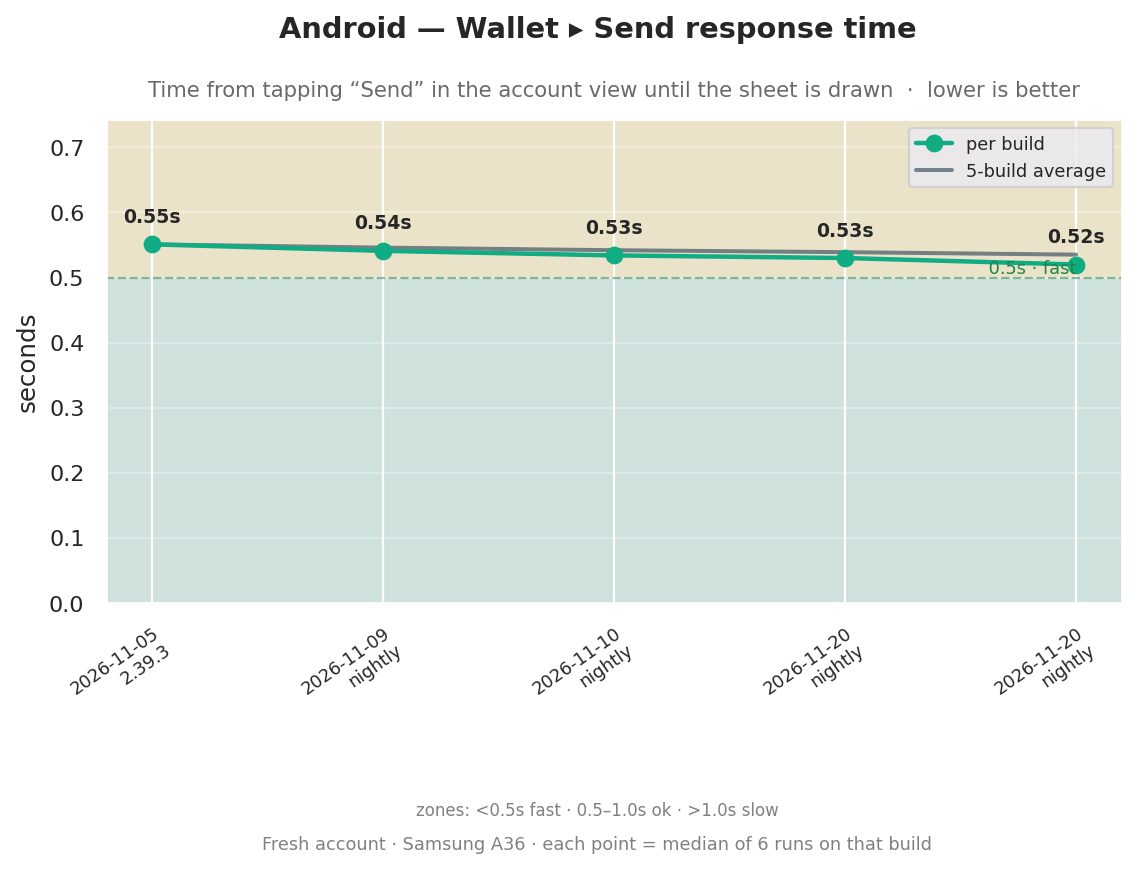 Android — Wallet ▸ Send response time
Time from tapping “Send” in the account view until the sheet is drawn · lower is better
per build
5-build average
0.7
0.6
0.5
0.4
0.3
0.2
0.1
0.0
seconds
0.55s
0.54s
0.53s
0.53s
0.52s
0.5s · fast
2026-11-05
2.39.3
2026-11-09
nightly
2026-11-10
nightly
2026-11-20
nightly
2026-11-20
nightly
zones: <0.5s fast · 0.5–1.0s ok · >1.0s slow
Fresh account · Samsung A36 · each point = median of 6 runs on that build